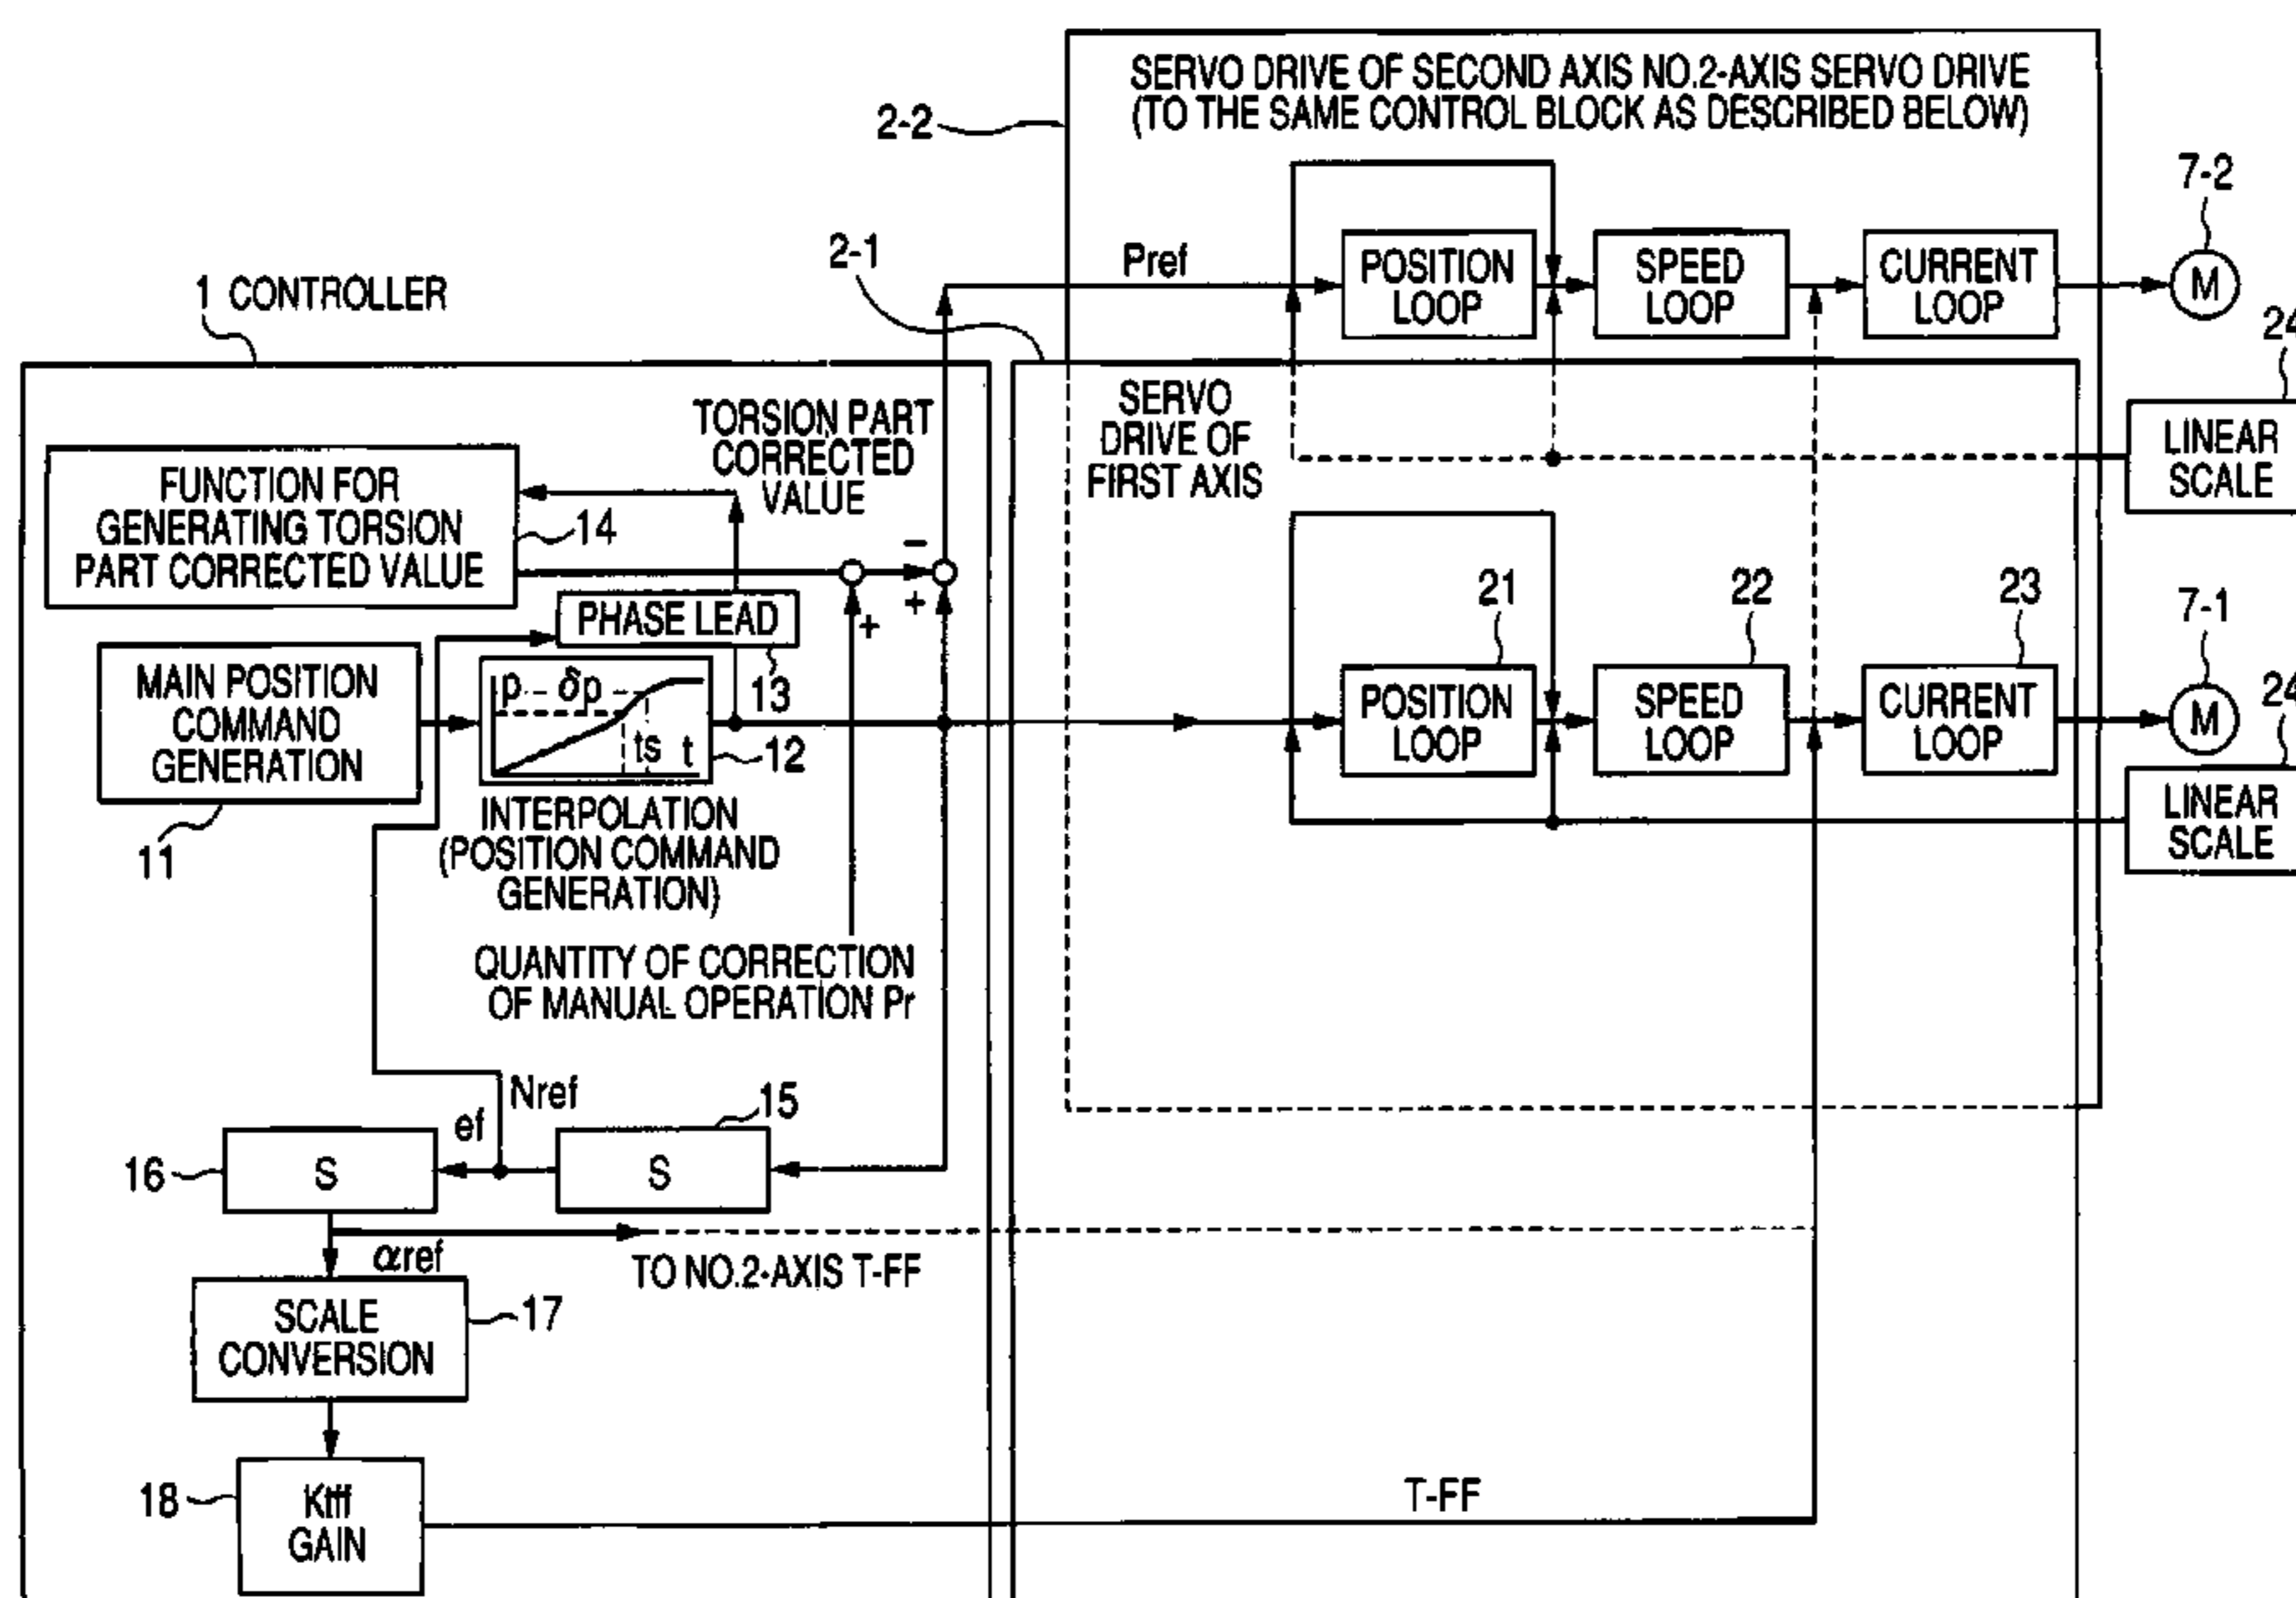 SERVO DRIVE OF SECOND AXIS NO.2-AXIS SERVO DRIVE
(TO THE SAME CONTROL BLOCK AS DESCRIBED BELOW)
2-2
7-2
2-1
Pref
POSITION
LOOP
SPEED
LOOP
CURRENT
LOOP
M
1 CONTROLLER
24
LINEAR
SCALE
SERVO
DRIVE OF
FIRST AXIS
TORSION PART
CORRECTED
VALUE
FUNCTION FOR
GENERATING TORSION
PART CORRECTED VALUE
14
−
+
+
PHASE LEAD
13
MAIN POSITION
COMMAND
GENERATION
11
p
δp
ts
t
12
INTERPOLATION
(POSITION COMMAND
GENERATION)
21
22
23
7-1
POSITION
LOOP
SPEED
LOOP
CURRENT
LOOP
M
24
LINEAR
SCALE
QUANTITY OF CORRECTION
OF MANUAL OPERATION Pr
Nref
ef
15
16
S
S
αref
TO NO.2-AXIS T-FF
SCALE
CONVERSION
17
18
Ktff
GAIN
T-FF